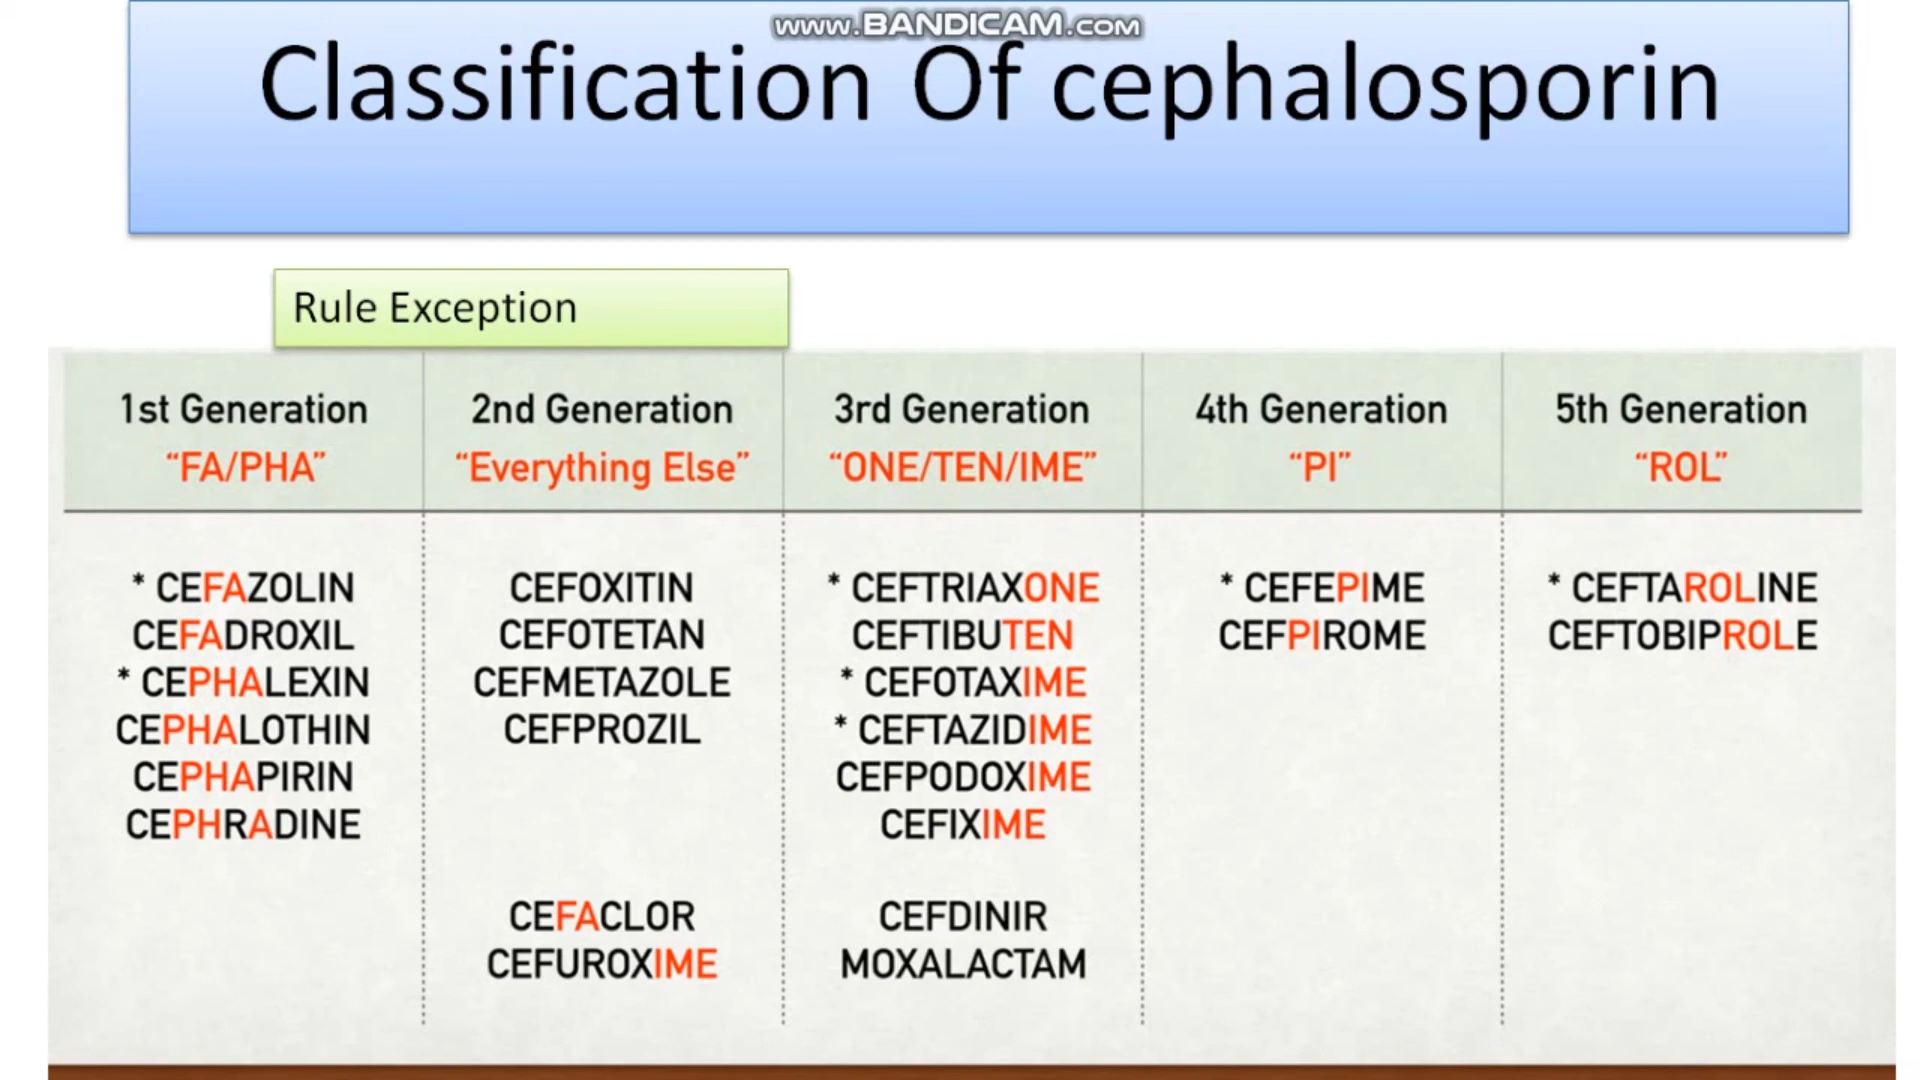 www.BANDICAM.com
Classification Of cephalosporin
Rule Exception
1st Generation
“FA/PHA”
* CEFAZOLIN
CEFADROXIL
* CEPHALEXIN
CEPHALOTHIN
CEPHAPIRIN
CEPHRADINE
2nd Generation
“Everything Else”
CEFOXITIN
CEFOTETAN
CEFMETAZOLE
CEFPROZIL
CEFACLOR
CEFUROXIME
3rd Generation
“ONE/TEN/IME”
* CEFTRIAXONE
CEFTIBUTEN
* CEFOTAXIME
* CEFTAZIDIME
CEFPODOXIME
CEFIXIME
CEFDINIR
MOXALACTAM
4th Generation
“PI”
* CEFEPIME
CEFPIROME
5th Generation
“ROL”
* CEFTAROLINE
CEFTOBIPROLE